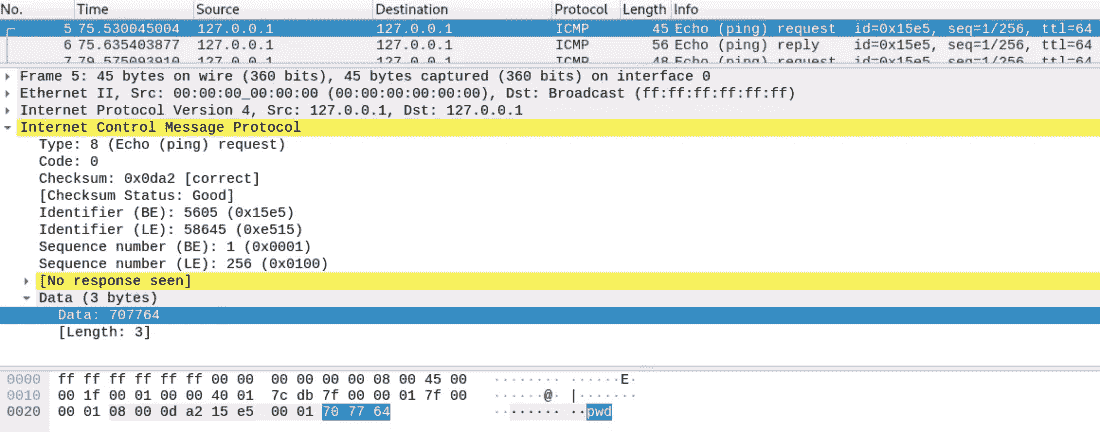 No. Time Source Destination Protocol Length Info
5 75.530045004 127.0.0.1 127.0.0.1 ICMP 45 Echo (ping) request id=0x15e5, seq=1/256, ttl=64
6 75.635403877 127.0.0.1 127.0.0.1 ICMP 56 Echo (ping) reply id=0x15e5, seq=1/256, ttl=64
7 79.575093910 127.0.0.1 127.0.0.1 ICMP 48 Echo (ping) request id=0x15e5, seq=1/256, ttl=64
Frame 5: 45 bytes on wire (360 bits), 45 bytes captured (360 bits) on interface 0
Ethernet II, Src: 00:00:00_00:00:00 (00:00:00:00:00:00), Dst: Broadcast (ff:ff:ff:ff:ff:ff)
Internet Protocol Version 4, Src: 127.0.0.1, Dst: 127.0.0.1
Internet Control Message Protocol
Type: 8 (Echo (ping) request)
Code: 0
Checksum: 0x0da2 [correct]
[Checksum Status: Good]
Identifier (BE): 5605 (0x15e5)
Identifier (LE): 58645 (0xe515)
Sequence number (BE): 1 (0x0001)
Sequence number (LE): 256 (0x0100)
[No response seen]
Data (3 bytes)
Data: 707764
[Length: 3]
0000 ff ff ff ff ff ff 00 00 00 00 00 00 08 00 45 00 ········ ······E·
0010 00 1f 00 01 00 00 40 01 7c db 7f 00 00 01 7f 00 ······@· |·······
0020 00 01 08 00 0d a2 15 e5 00 01 70 77 64 ········ ··pwd